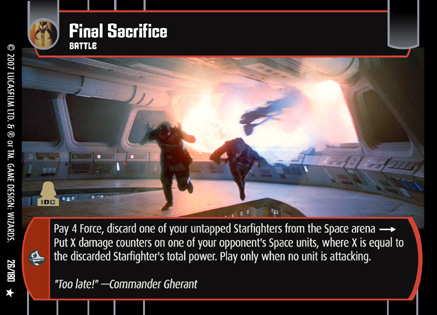 Final Sacrifice
BATTLE
Pay 4 Force, discard one of your untapped Starfighters from the Space arena →
Put X damage counters on one of your opponent's Space units, where X is equal to
the discarded Starfighter's total power. Play only when no unit is attacking.
"Too late!" —Commander Gherant
© 2007 LUCASFILM LTD. & ® or TM. GAME DESIGN: WIZARDS.
26/180 ★